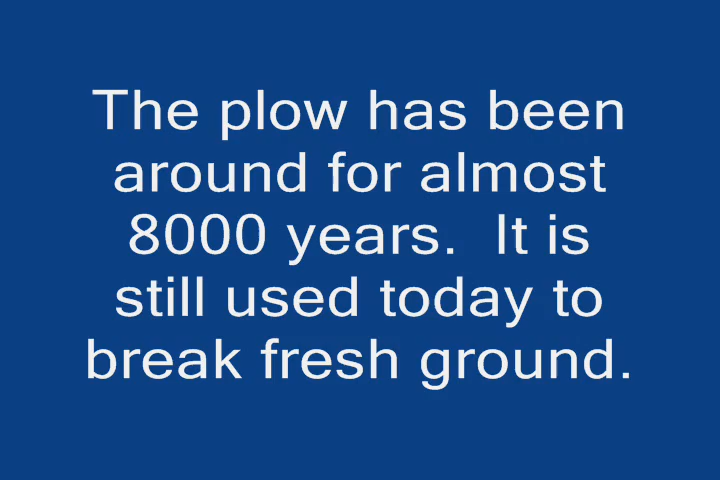 The plow has been
around for almost
8000 years.  It is
still used today to
break fresh ground.